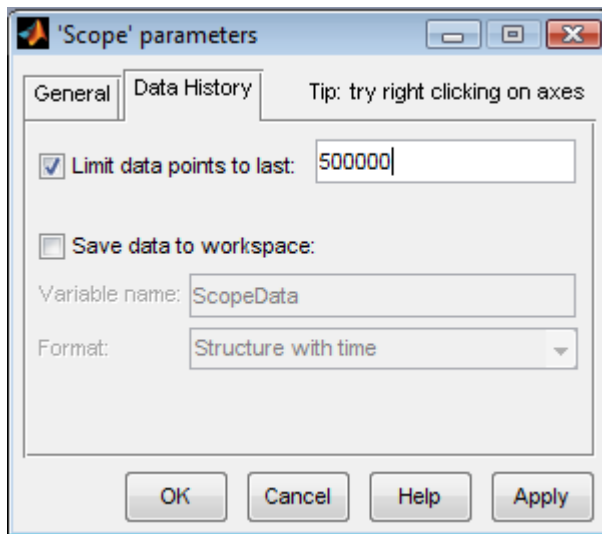 'Scope' parameters
General Data History Tip: try right clicking on axes
Limit data points to last: 500000
Save data to workspace:
Variable name: ScopeData
Format: Structure with time
OK Cancel Help Apply